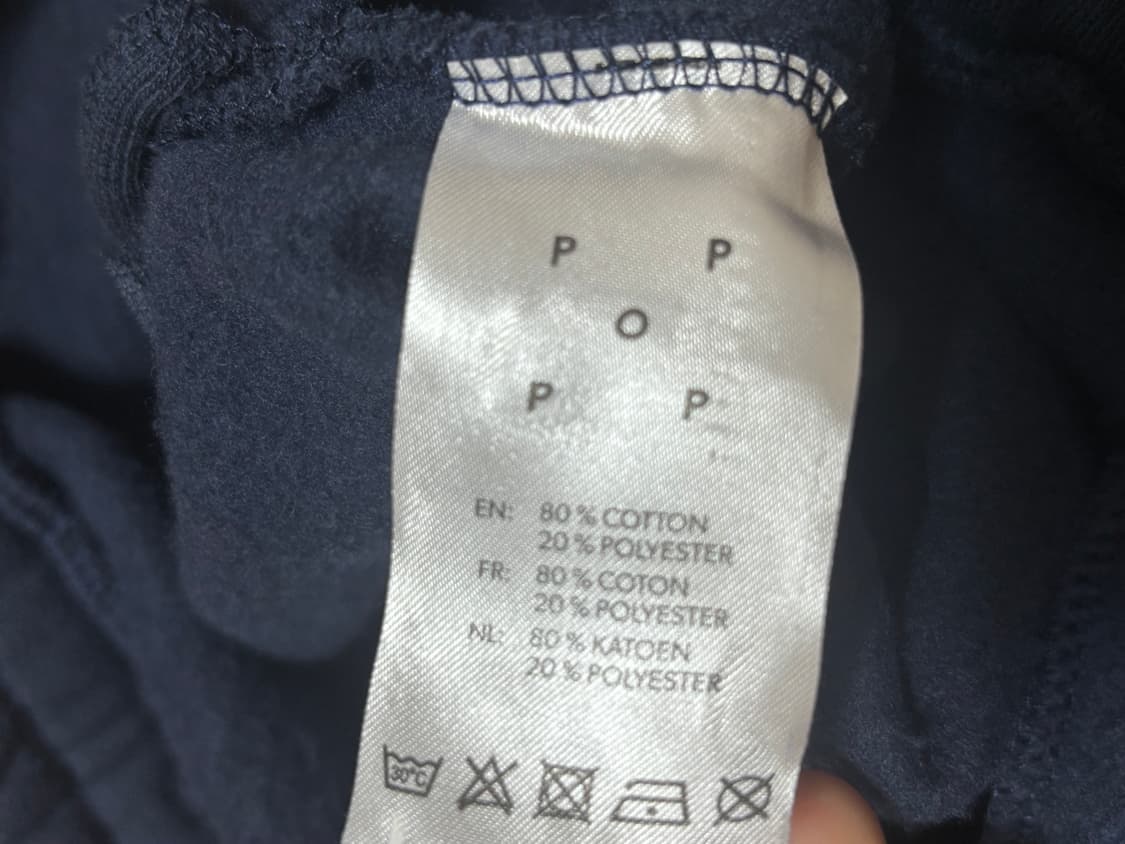 P P
O
P P
EN: 80 % COTTON
20 % POLYESTER
FR: 80 % COTON
20 % POLYESTER
NL: 80 % KATOEN
20 % POLYESTER
30°C